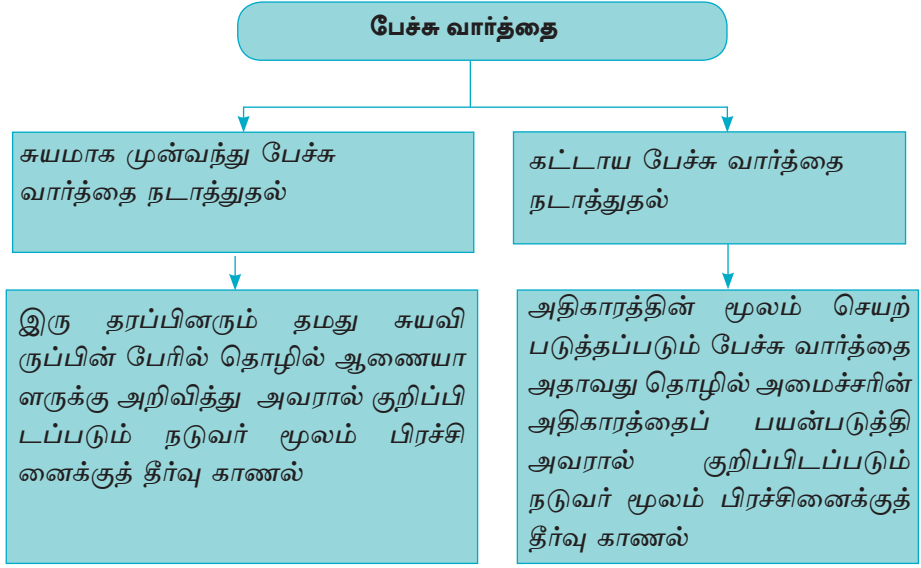 பேச்சு வார்த்தை
சுயமாக முன்வந்து பேச்சு
வார்த்தை நடாத்துதல்
கட்டாய பேச்சு வார்த்தை
நடாத்துதல்
இரு தரப்பினரும் தமது சுயவி
ருப்பின் பேரில் தொழில் ஆணையா
ளருக்கு அறிவித்து அவரால் குறிப்பி
டப்படும் நடுவர் மூலம் பிரச்சி
னைக்குத் தீர்வு காணல்
அதிகாரத்தின் மூலம் செயற்
படுத்தப்படும் பேச்சு வார்த்தை
அதாவது தொழில் அமைச்சரின்
அதிகாரத்தைப் பயன்படுத்தி
அவரால் குறிப்பிடப்படும்
நடுவர் மூலம் பிரச்சினைக்குத்
தீர்வு காணல்